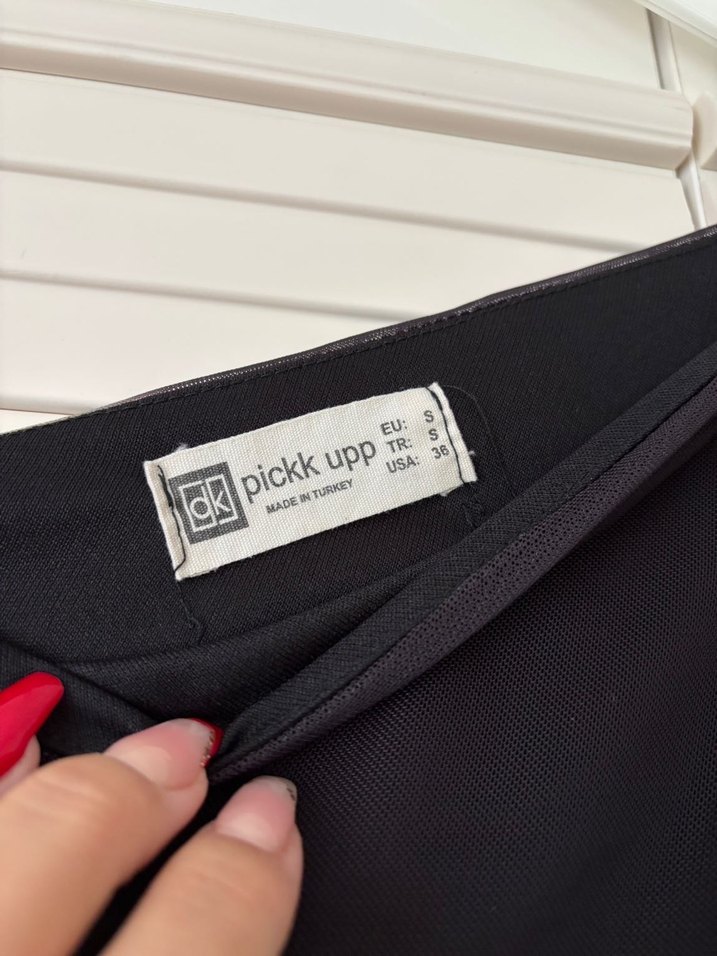 dk
pickk upp
MADE IN TURKEY
EU: S
TR: S
USA: 36